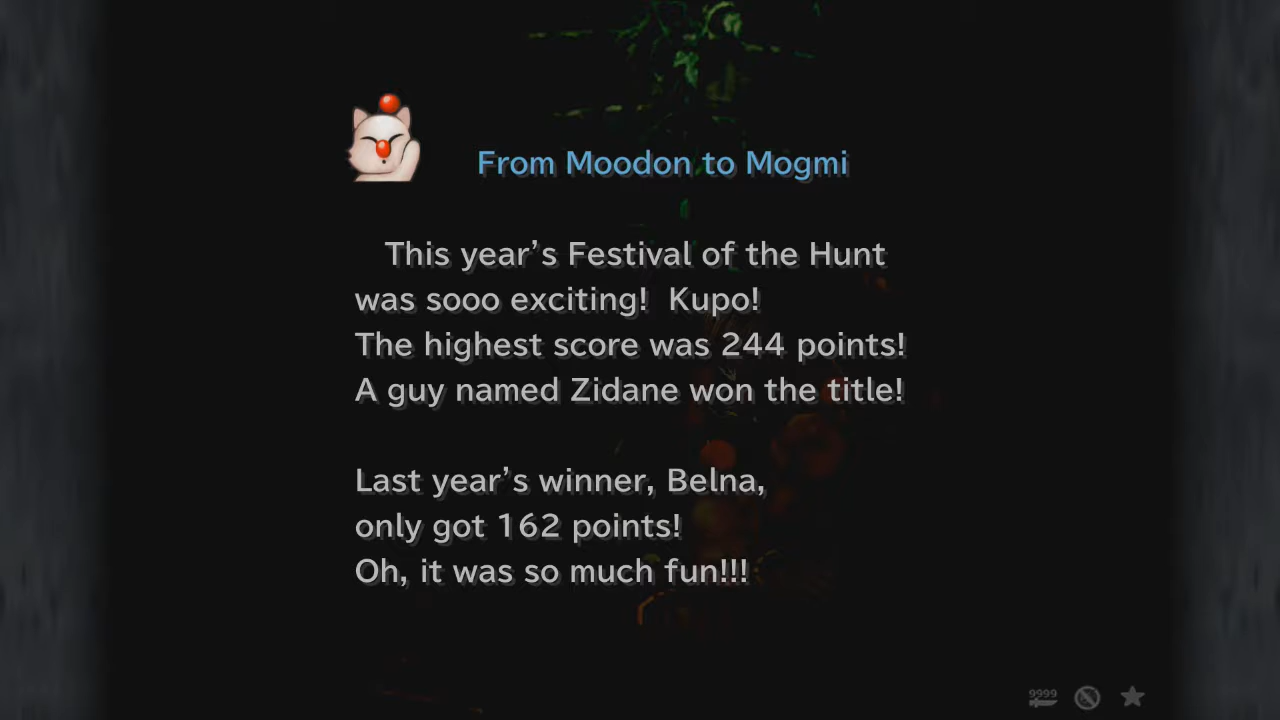 From Moodon to Mogmi
This year's Festival of the Hunt
was sooo exciting! Kupo!
The highest score was 244 points!
A guy named Zidane won the title!
Last year's winner, Belna,
only got 162 points!
Oh, it was so much fun!!!
9999